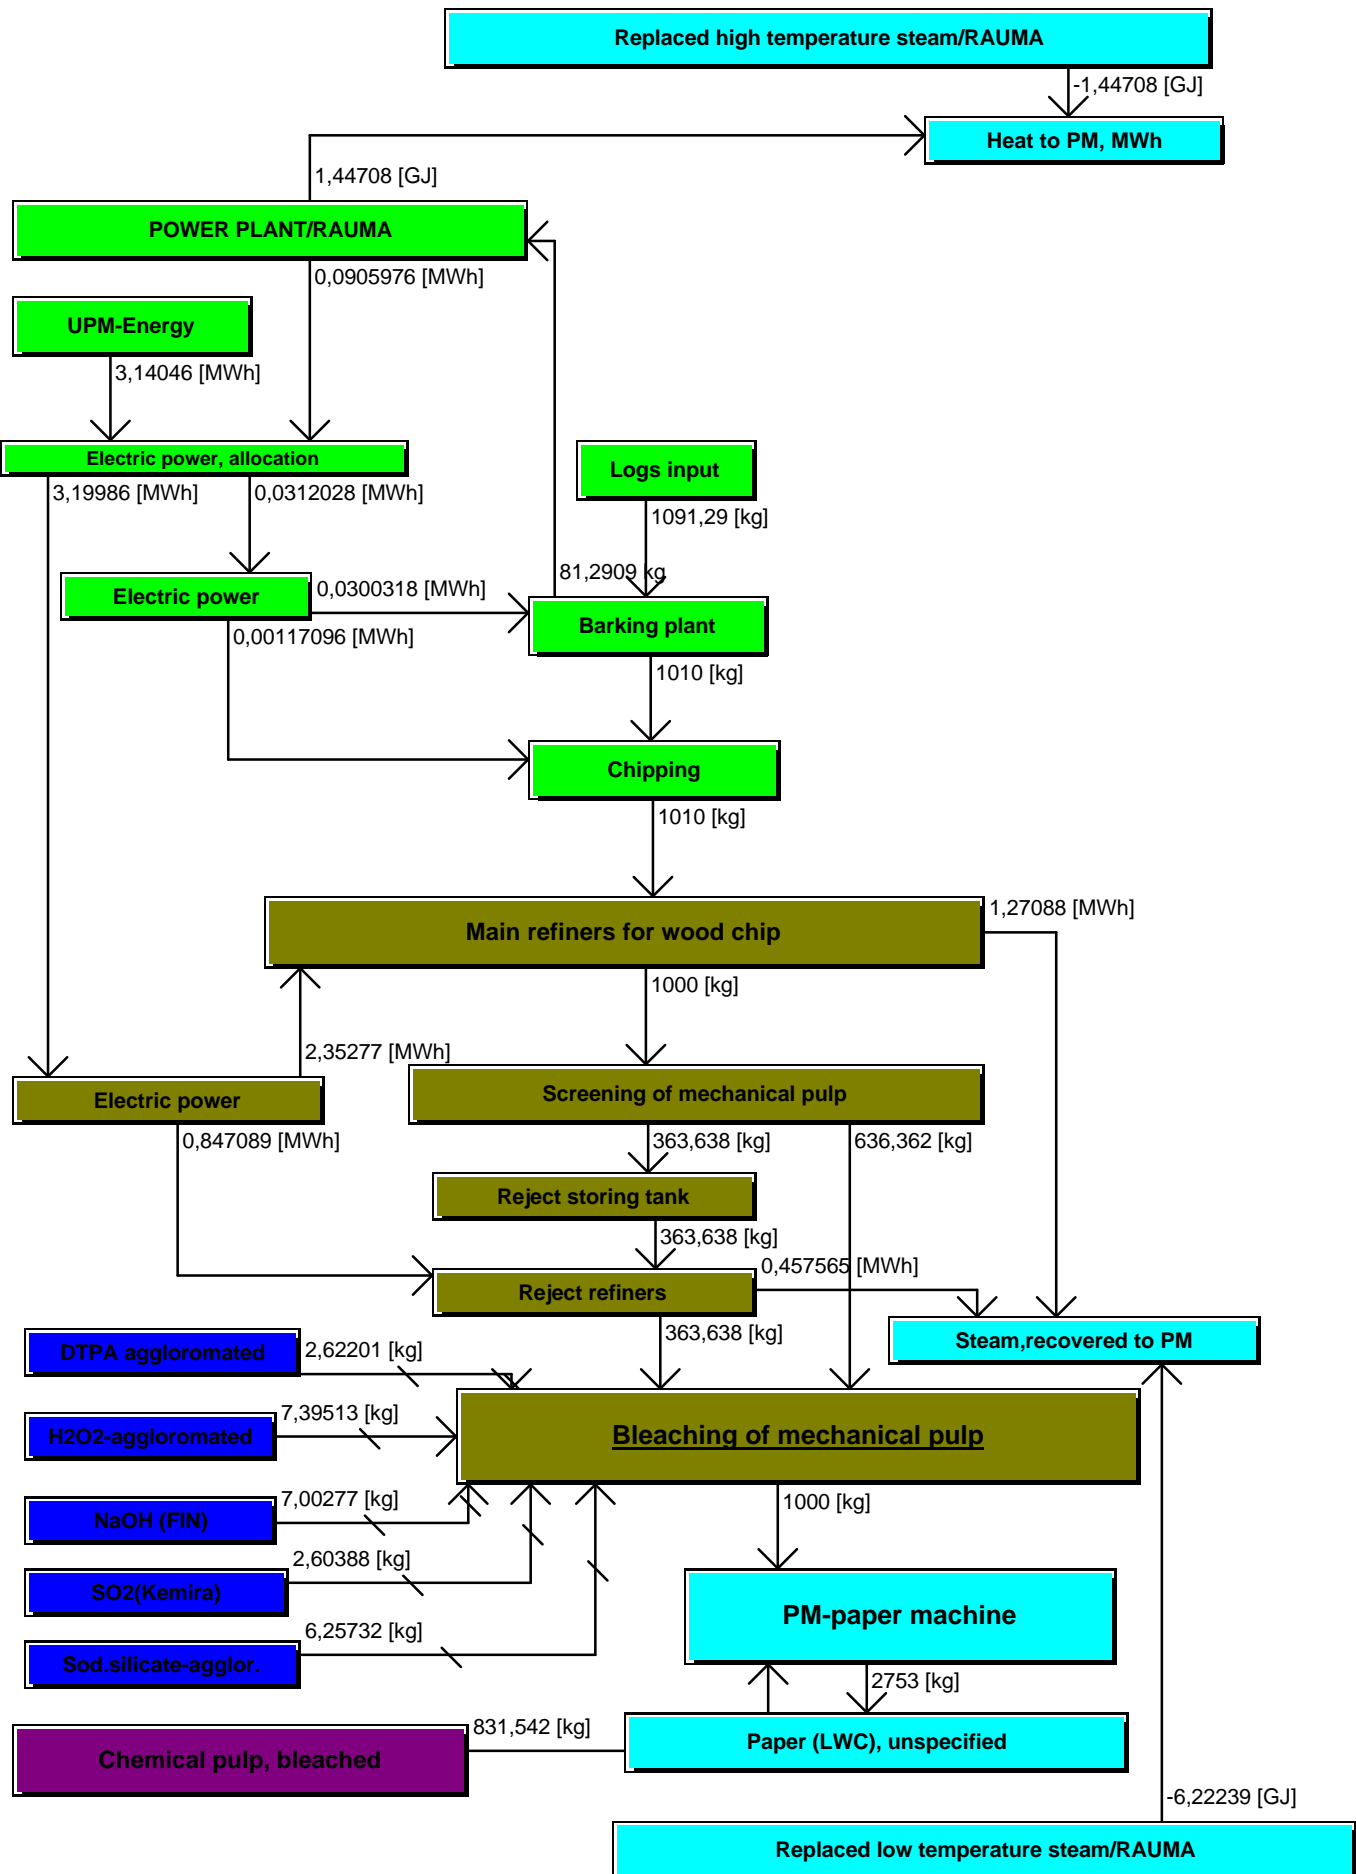 Replaced high temperature steam/RAUMA
-1,44708 [GJ]
Heat to PM, MWh
1,44708 [GJ]
POWER PLANT/RAUMA
0,0905976 [MWh]
UPM-Energy
3,14046 [MWh]
Electric power, allocation
Logs input
3,19986 [MWh]
0,0312028 [MWh]
1091,29 [kg]
81,2909 kg
Electric power
0,0300318 [MWh]
Barking plant
0,00117096 [MWh]
1010 [kg]
Chipping
1010 [kg]
Main refiners for wood chip
1,27088 [MWh]
1000 [kg]
2,35277 [MWh]
Electric power
Screening of mechanical pulp
0,847089 [MWh]
363,638 [kg]
636,362 [kg]
Reject storing tank
363,638 [kg]
0,457565 [MWh]
Reject refiners
363,638 [kg]
Steam,recovered to PM
DTPA aggloromated
2,62201 [kg]
H2O2-aggloromated
7,39513 [kg]
Bleaching of mechanical pulp
NaOH (FIN)
7,00277 [kg]
1000 [kg]
SO2(Kemira)
2,60388 [kg]
PM-paper machine
Sod.silicate-agglor.
6,25732 [kg]
2753 [kg]
831,542 [kg]
Chemical pulp, bleached
Paper (LWC), unspecified
-6,22239 [GJ]
Replaced low temperature steam/RAUMA